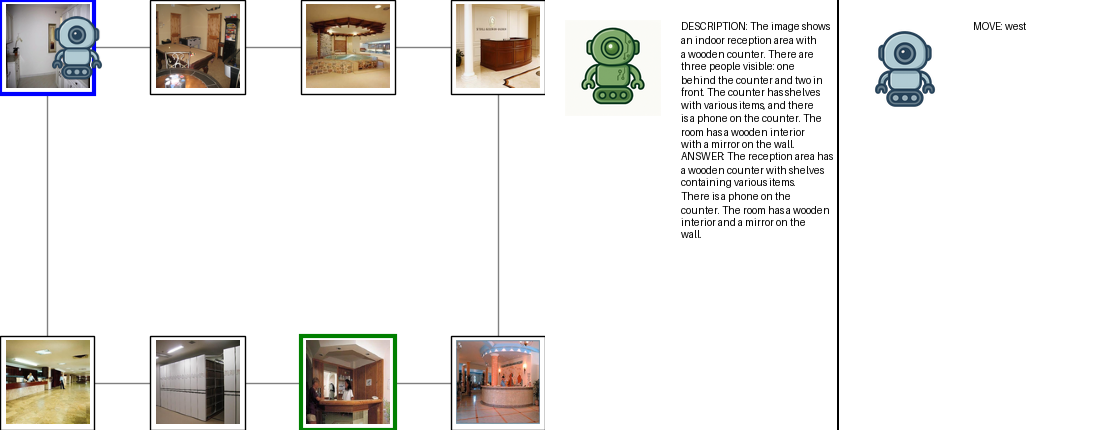 DESCRIPTION: The image shows
an indoor reception area with
a wooden counter. There are
three people visible: one
behind the counter and two in
front. The counter has shelves
with various items, and there
is a phone on the counter. The
room has a wooden interior
with a mirror on the wall.
ANSWER: The reception area has
a wooden counter with shelves
containing various items.
There is a phone on the
counter. The room has a wooden
interior and a mirror on the
wall.
MOVE: west